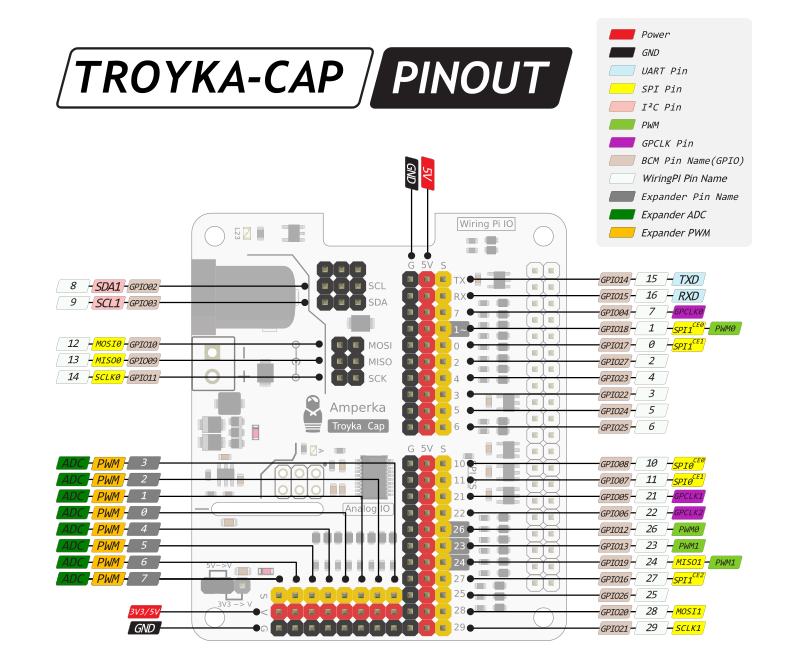 TROYKA-CAP PINOUT
Power
GND
UART Pin
SPI Pin
I²C Pin
PWM
GPCLK Pin
BCM Pin Name(GPIO)
WiringPI Pin Name
Expander Pin Name
Expander ADC
Expander PWM
GND 5V
L23
Wiring Pi IO
G 5V S
8 SDA1 GPIO02 SCL
9 SCL1 GPIO03 SDA
12 MOSI0 GPIO10 MOSI
13 MISO0 GPIO09 MISO
14 SCLK0 GPIO11 SCK
TX GPIO14 15 TXD
RX GPIO15 16 RXD
7 GPIO04 7 GPCLK0
1 GPIO18 1 SPI1 CE0 PWM0
0 GPIO17 0 SPI1 CE1
2 GPIO27 2
4 GPIO23 4
3 GPIO22 3
5 GPIO24 5
6 GPIO25 6
Amperka
Troyka Cap
G 5V S
ADC PWM 3
ADC PWM 2
ADC PWM 1
ADC PWM 0
ADC PWM 4
ADC PWM 5
ADC PWM 6
ADC PWM 7
Analog IO
10 GPIO08 10 SPI0 CE0
11 GPIO07 11 SPI0 CE1
21 GPIO05 21 GPCLK1
22 GPIO06 22 GPCLK2
26 GPIO12 26 PWM0
23 GPIO13 23 PWM1
24 GPIO19 24 MISO1 PWM1
27 GPIO16 27 SPI1 CE2
25 GPIO26 25
28 GPIO20 28 MOSI1
29 GPIO21 29 SCLK1
5V->V
3V3 -> V
S
3V3/5V V
GND G